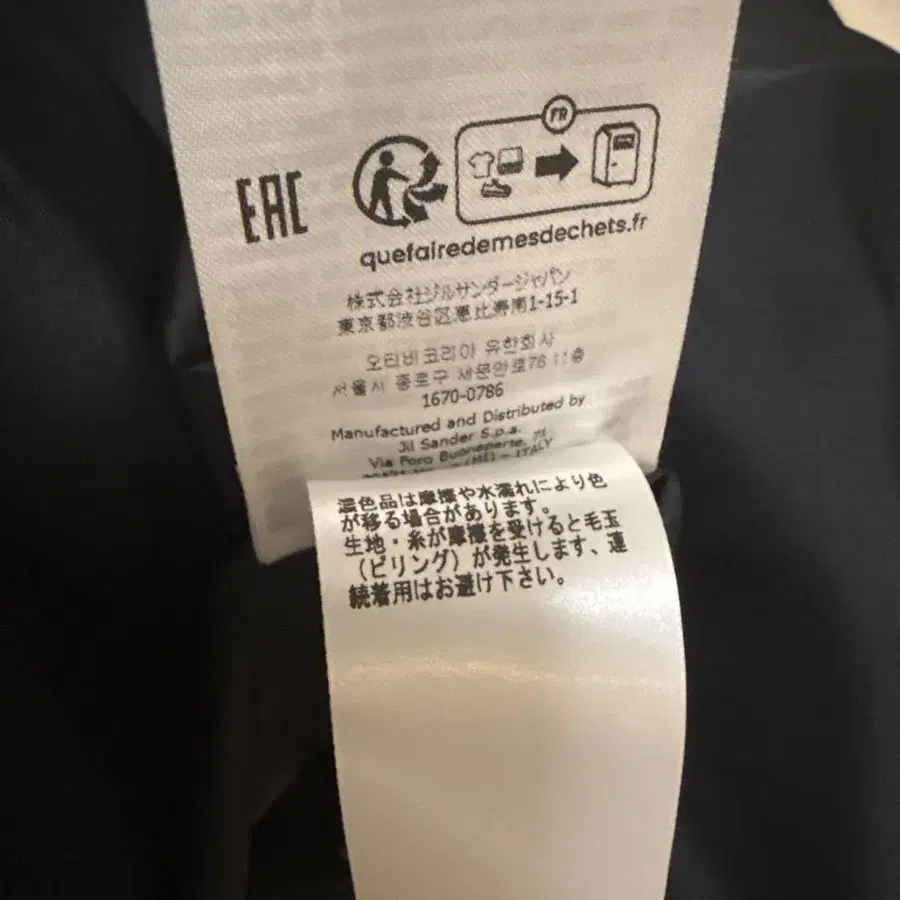 FR
EAC
quefairedemesdechets.fr
株式会社ジルサンダージャパン
東京都渋谷区恵比寿南1-15-1
오티비코리아 유한회사
서울시 종로구 새문안로76 11층
1670-0786
Manufactured and Distributed by
Jil Sander S.p.a.
Via Foro Buonaparte, 71
(MI) - ITALY
濃色品は摩擦や水濡れにより色
が移る場合があります。
生地・糸が摩擦を受けると毛玉
（ピリング）が発生します、連
続着用はお避け下さい。